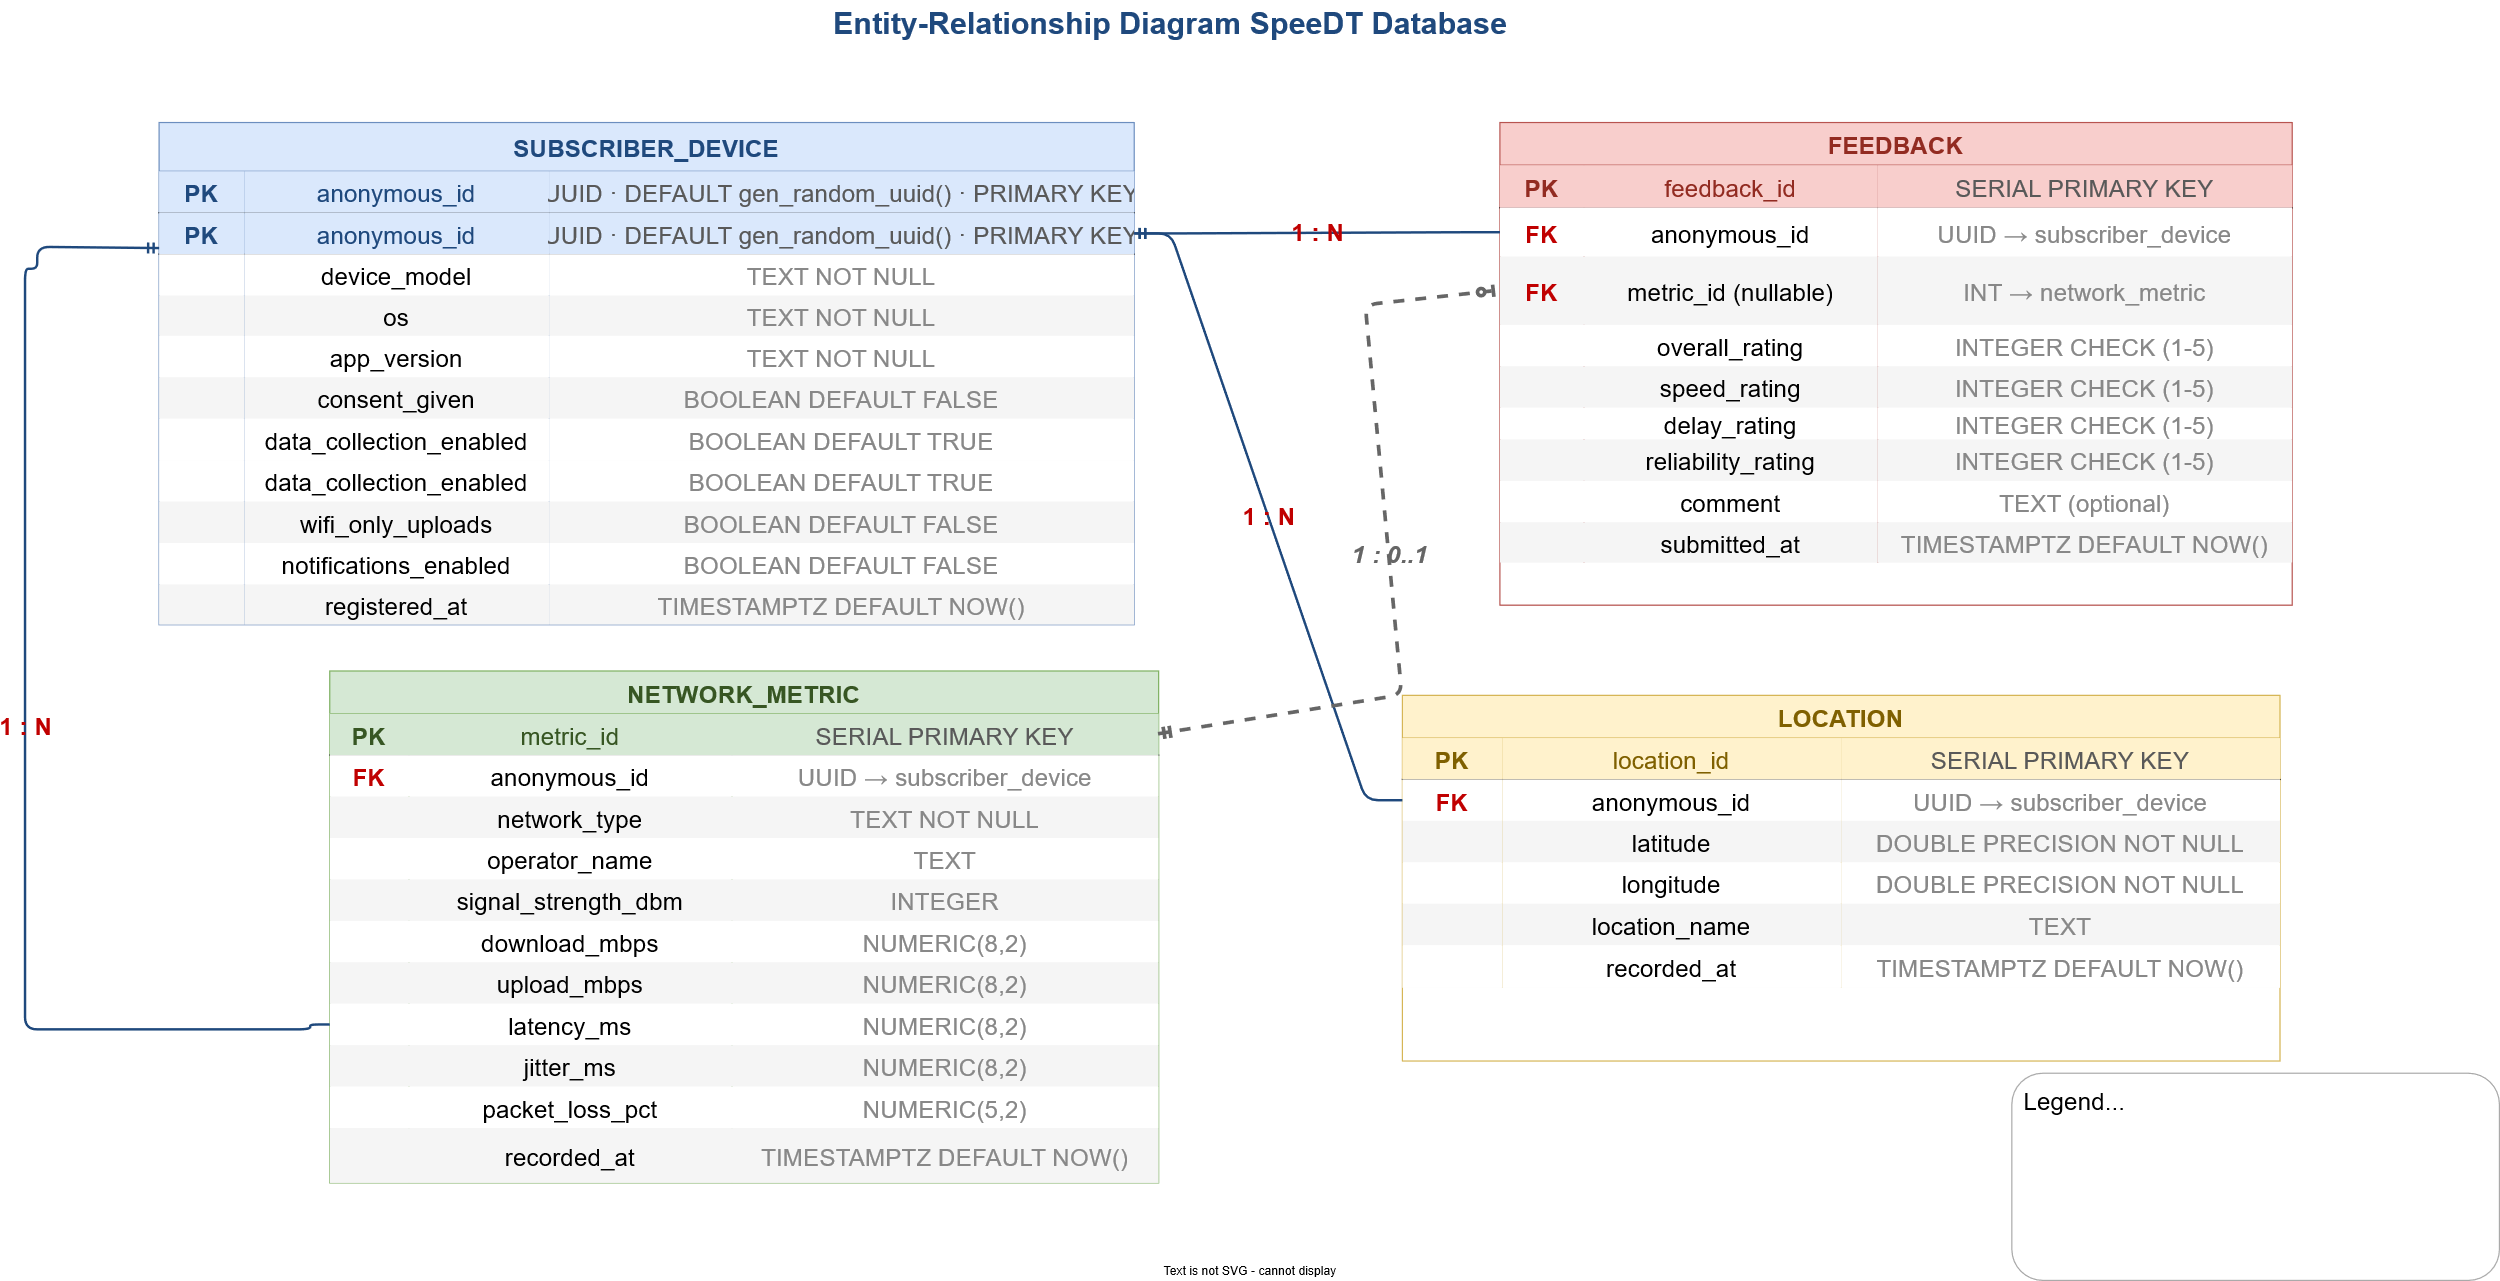 Entity-Relationship Diagram SpeeDT Database
SUBSCRIBER_DEVICE
PK anonymous_id UUID · DEFAULT gen_random_uuid() · PRIMARY KEY
PK anonymous_id UUID · DEFAULT gen_random_uuid() · PRIMARY KEY
device_model TEXT NOT NULL
os TEXT NOT NULL
app_version TEXT NOT NULL
consent_given BOOLEAN DEFAULT FALSE
data_collection_enabled BOOLEAN DEFAULT TRUE
data_collection_enabled BOOLEAN DEFAULT TRUE
wifi_only_uploads BOOLEAN DEFAULT FALSE
notifications_enabled BOOLEAN DEFAULT FALSE
registered_at TIMESTAMPTZ DEFAULT NOW()
1 : N
1 : N
1 : 0..1
1 : N
FEEDBACK
PK feedback_id SERIAL PRIMARY KEY
FK anonymous_id UUID → subscriber_device
FK metric_id (nullable) INT → network_metric
overall_rating INTEGER CHECK (1-5)
speed_rating INTEGER CHECK (1-5)
delay_rating INTEGER CHECK (1-5)
reliability_rating INTEGER CHECK (1-5)
comment TEXT (optional)
submitted_at TIMESTAMPTZ DEFAULT NOW()
NETWORK_METRIC
PK metric_id SERIAL PRIMARY KEY
FK anonymous_id UUID → subscriber_device
network_type TEXT NOT NULL
operator_name TEXT
signal_strength_dbm INTEGER
download_mbps NUMERIC(8,2)
upload_mbps NUMERIC(8,2)
latency_ms NUMERIC(8,2)
jitter_ms NUMERIC(8,2)
packet_loss_pct NUMERIC(5,2)
recorded_at TIMESTAMPTZ DEFAULT NOW()
LOCATION
PK location_id SERIAL PRIMARY KEY
FK anonymous_id UUID → subscriber_device
latitude DOUBLE PRECISION NOT NULL
longitude DOUBLE PRECISION NOT NULL
location_name TEXT
recorded_at TIMESTAMPTZ DEFAULT NOW()
Legend...
Text is not SVG - cannot display